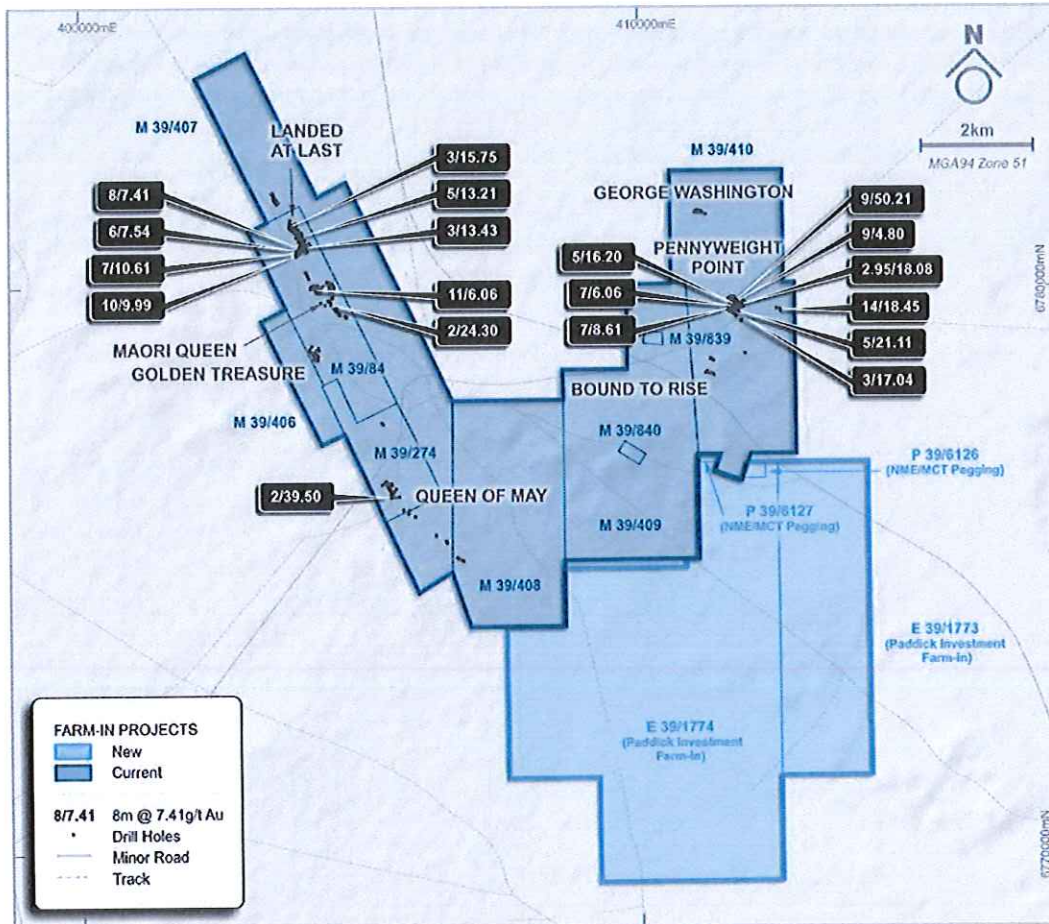 400000mE
410000mE
N
2km
MGA94 Zone 51
M 39/407
LANDED
AT LAST
3/15.75
5/13.21
3/13.43
8/7.41
6/7.54
7/10.61
10/9.99
11/6.06
2/24.30
MAORI QUEEN
GOLDEN TREASURE
M 39/84
M 39/406
M 39/274
2/39.50
QUEEN OF MAY
M 39/408
M 39/410
GEORGE WASHINGTON
PENNYWEIGHT
POINT
9/50.21
9/4.80
2.95/18.08
14/18.45
5/21.11
3/17.04
5/16.20
7/6.06
7/8.61
M 39/839
BOUND TO RISE
M 39/840
M 39/409
6780000mN
P 39/6126
(NME/MCT Pegging)
P 39/6127
(NME/MCT Pegging)
E 39/1773
(Paddick Investment
Farm-In)
E 39/1774
(Paddick Investment
Farm-In)
6770000mN
FARM-IN PROJECTS
New
Current
8/7.41 8m @ 7.41g/t Au
Drill Holes
Minor Road
Track